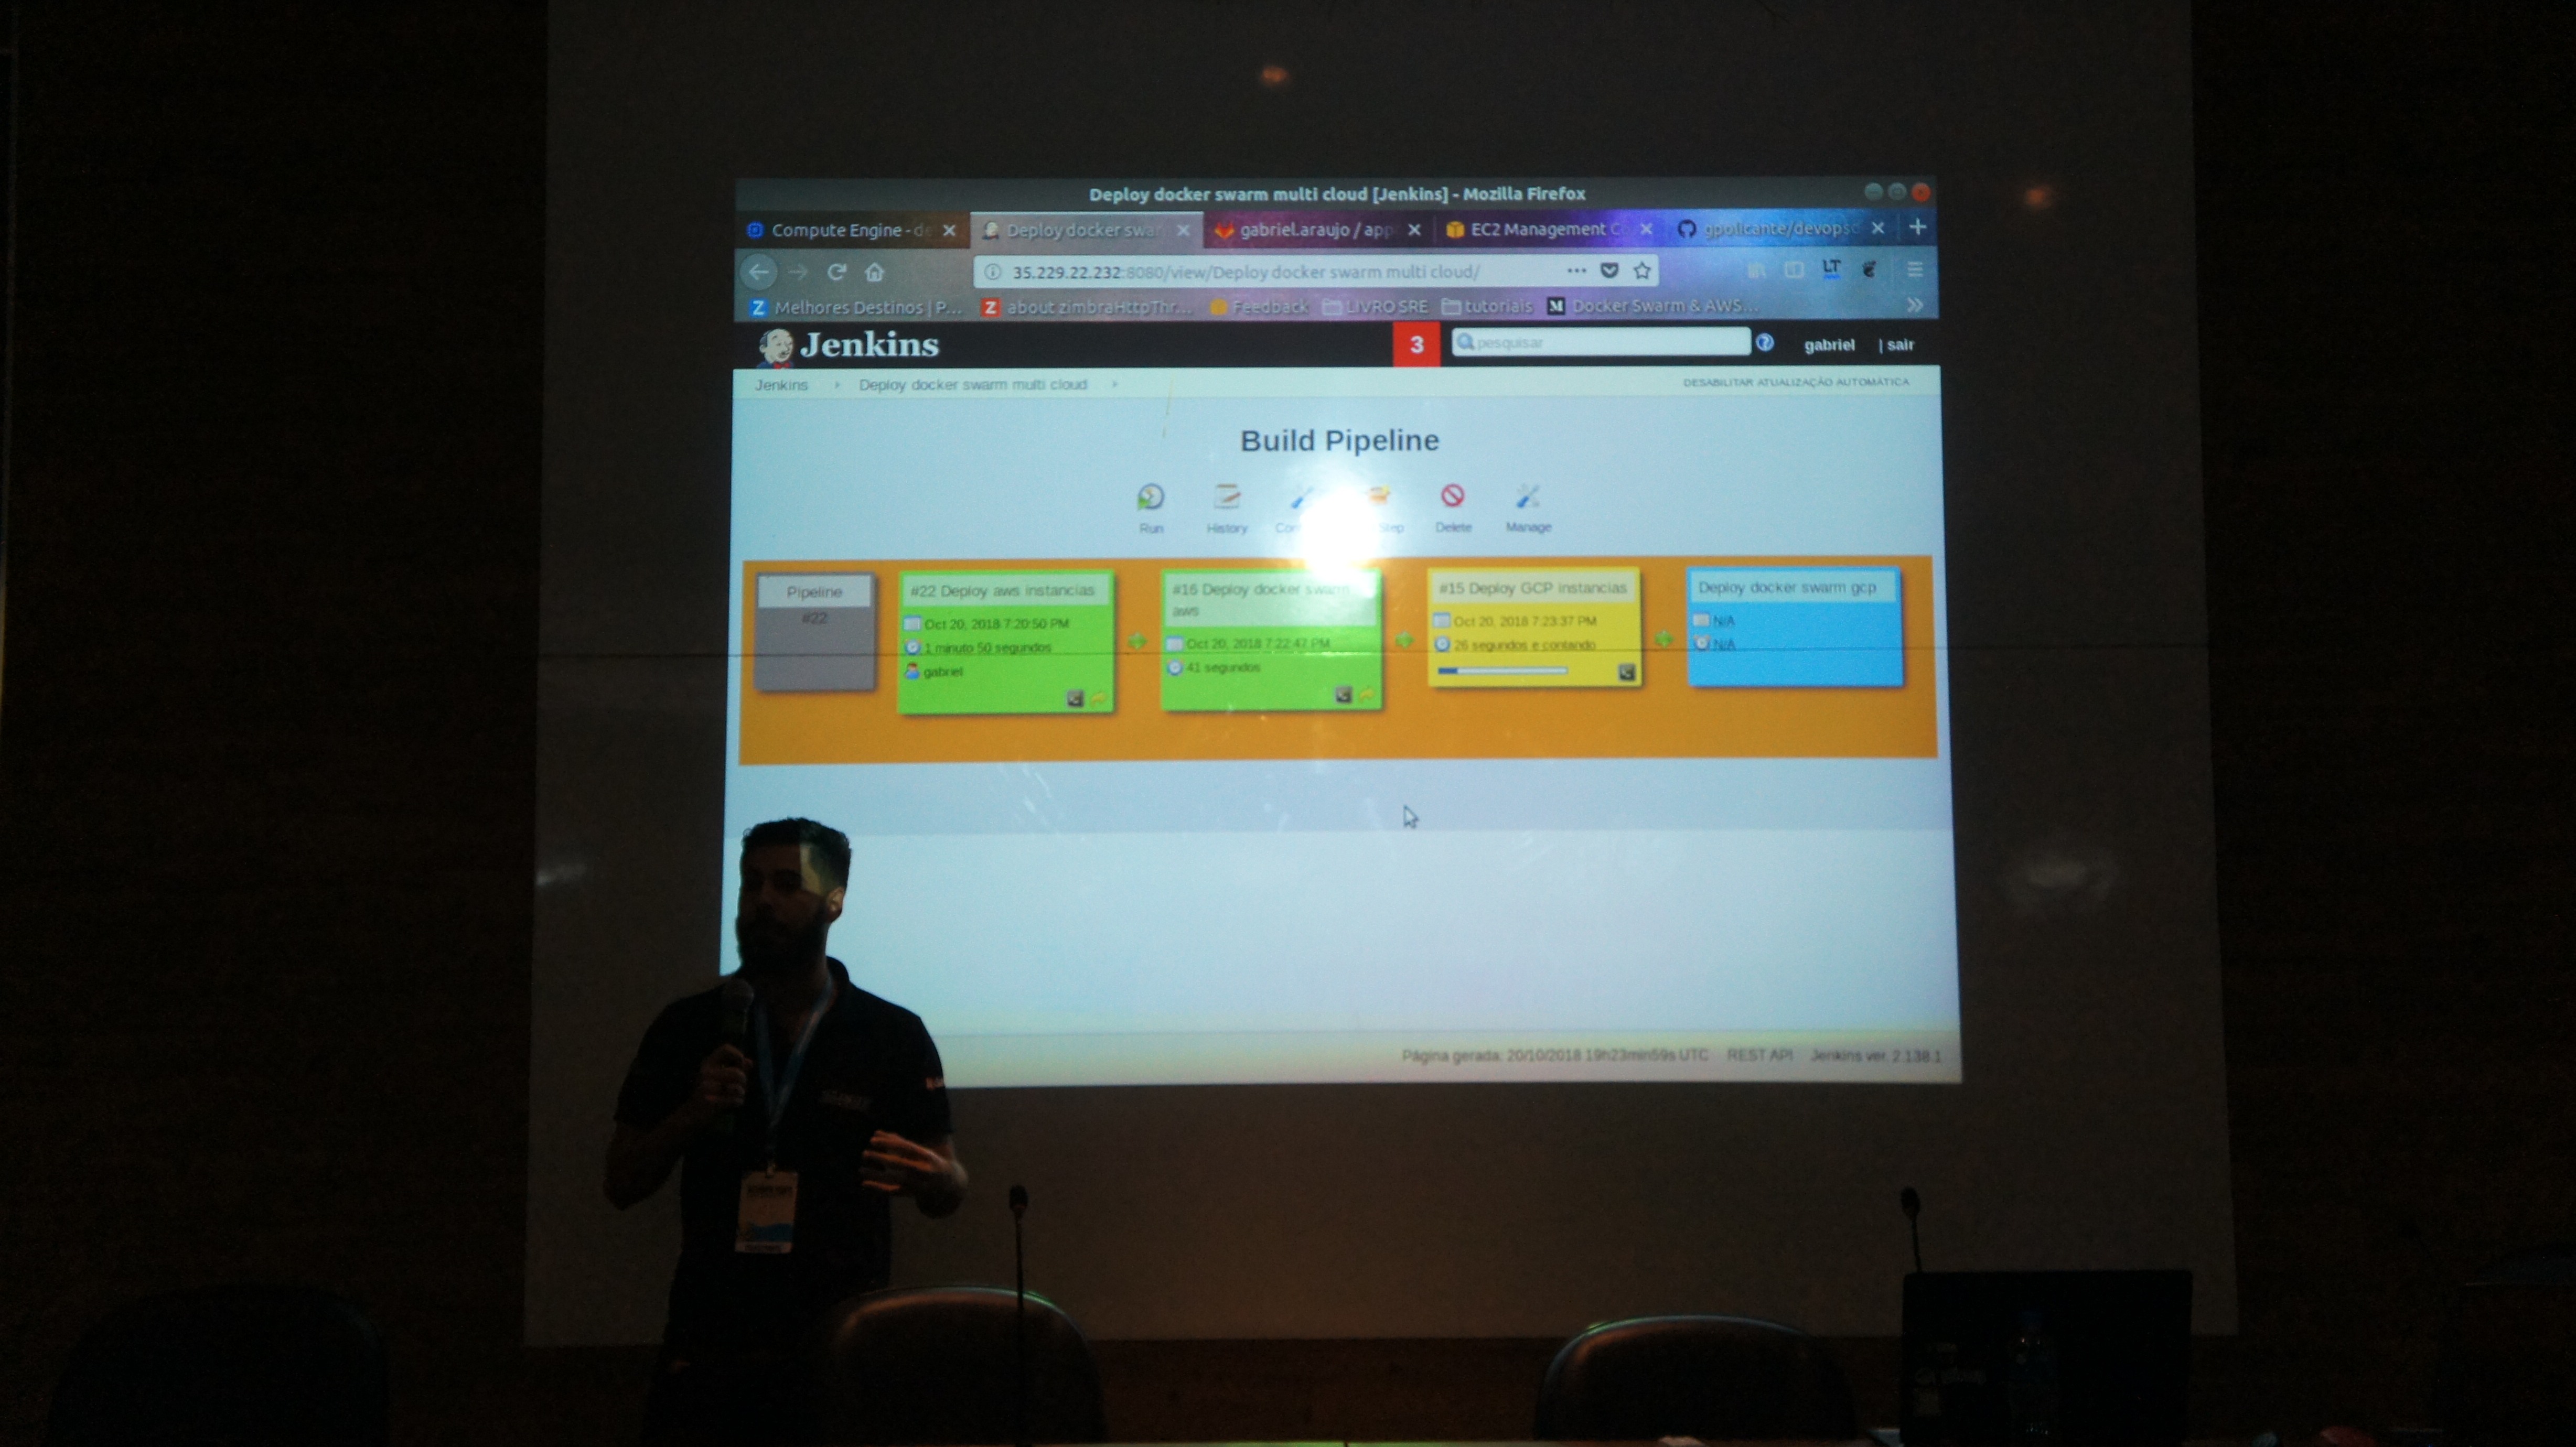 Deploy docker swarm multi cloud [Jenkins] - Mozilla Firefox
Compute Engine - de
Deploy docker swar
gabriel.araujo / app
EC2 Management C
gpolicante/devops
35.229.22.232:8080/view/Deploy docker swarm multi cloud/
LT
Melhores Destinos | P...
about zimbraHttpThr...
Feedback
LIVRO SRE
tutoriais
M Docker Swarm & AWS...
Jenkins
3
pesquisar
gabriel
| sair
Jenkins
Deploy docker swarm multi cloud
DESABILITAR ATUALIZAÇÃO AUTOMÁTICA
Build Pipeline
Run
History
Step
Delete
Manage
Pipeline
#22
#22 Deploy aws instancias
Oct 20, 2018 7:20:50 PM
1 minuto 50 segundos
gabriel
#16 Deploy docker swarm
aws
Oct 20, 2018 7:22:47 PM
41 segundos
#15 Deploy GCP instancias
Oct 20, 2018 7:23:37 PM
26 segundos e contando
Deploy docker swarm gcp
N/A
N/A
Página gerada: 20/10/2018 19h23min59s UTC
REST API
Jenkins ver. 2.138.1